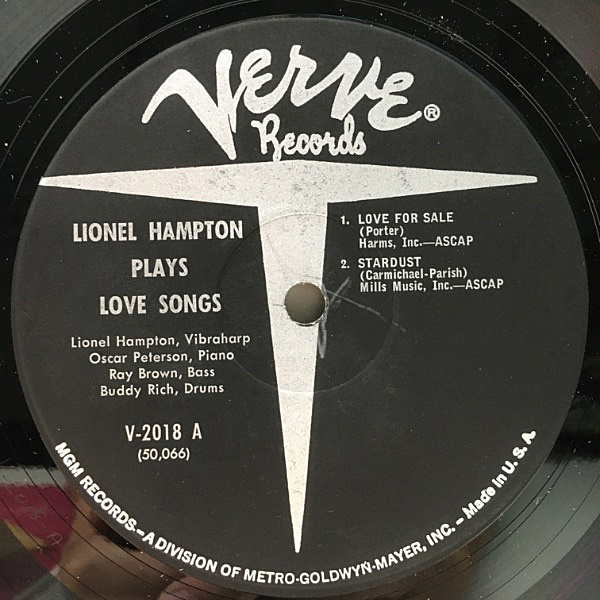 VERVE®
Records
LIONEL HAMPTON
PLAYS
LOVE SONGS
Lionel Hampton, Vibraharp
Oscar Peterson, Piano
Ray Brown, Bass
Buddy Rich, Drums
V-2018 A
(50,066)
1. LOVE FOR SALE
(Porter)
Harms, Inc.—ASCAP
2. STARDUST
(Carmichael-Parish)
Mills Music, Inc.—ASCAP
MGM RECORDS—A DIVISION OF METRO-GOLDWYN-MAYER, INC. – Made in U. S. A.